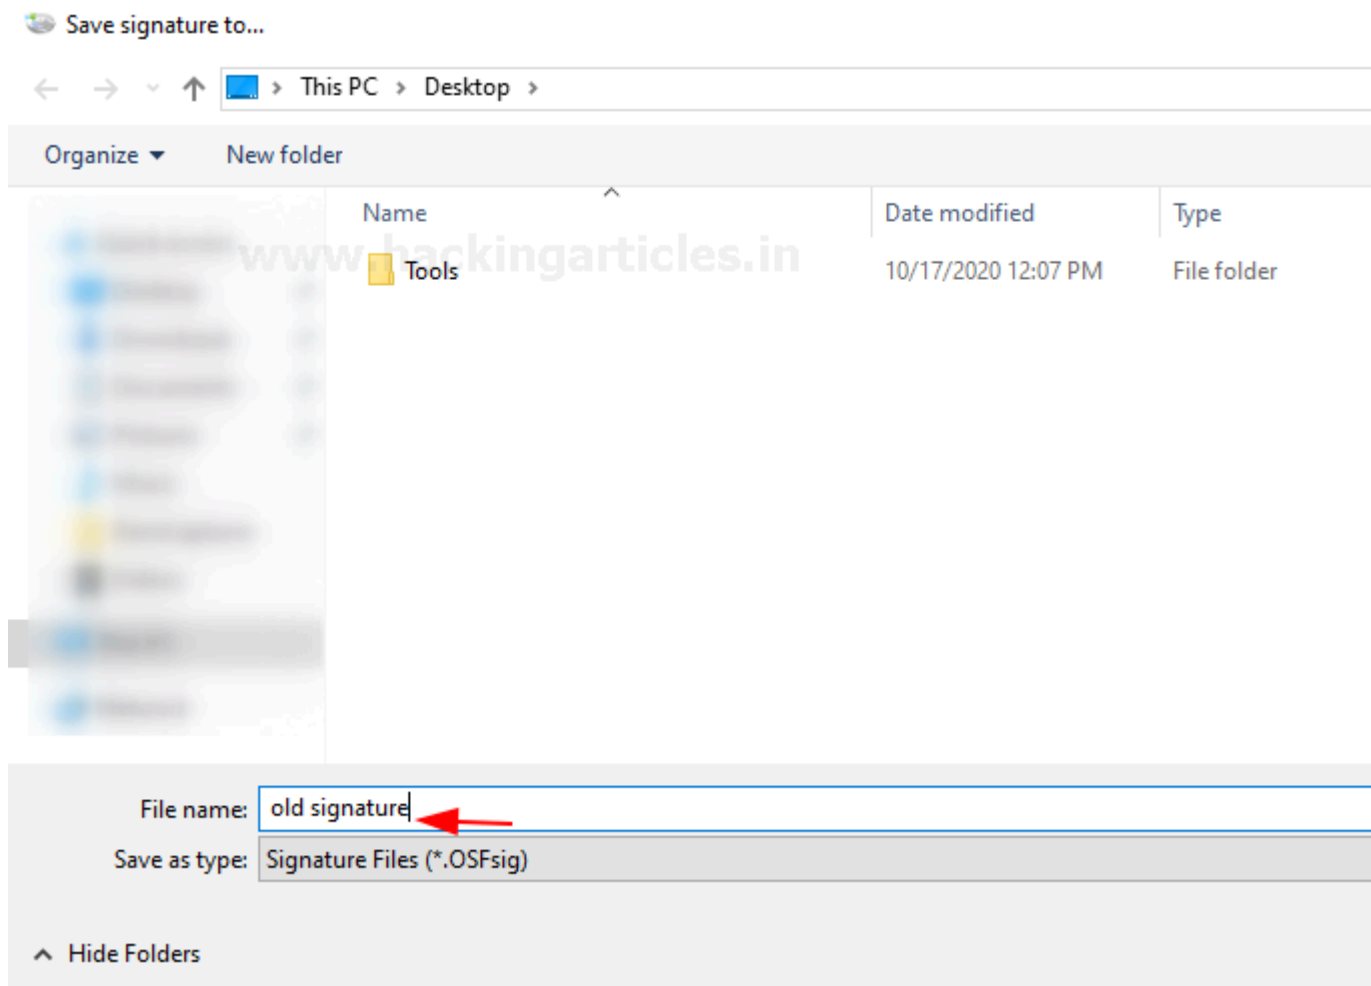 Save signature to...
This PC > Desktop >
Organize New folder
Name Date modified Type
www.hackingarticles.in
Tools 10/17/2020 12:07 PM File folder
File name: old signature
Save as type: Signature Files (*.OSFsig)
Hide Folders